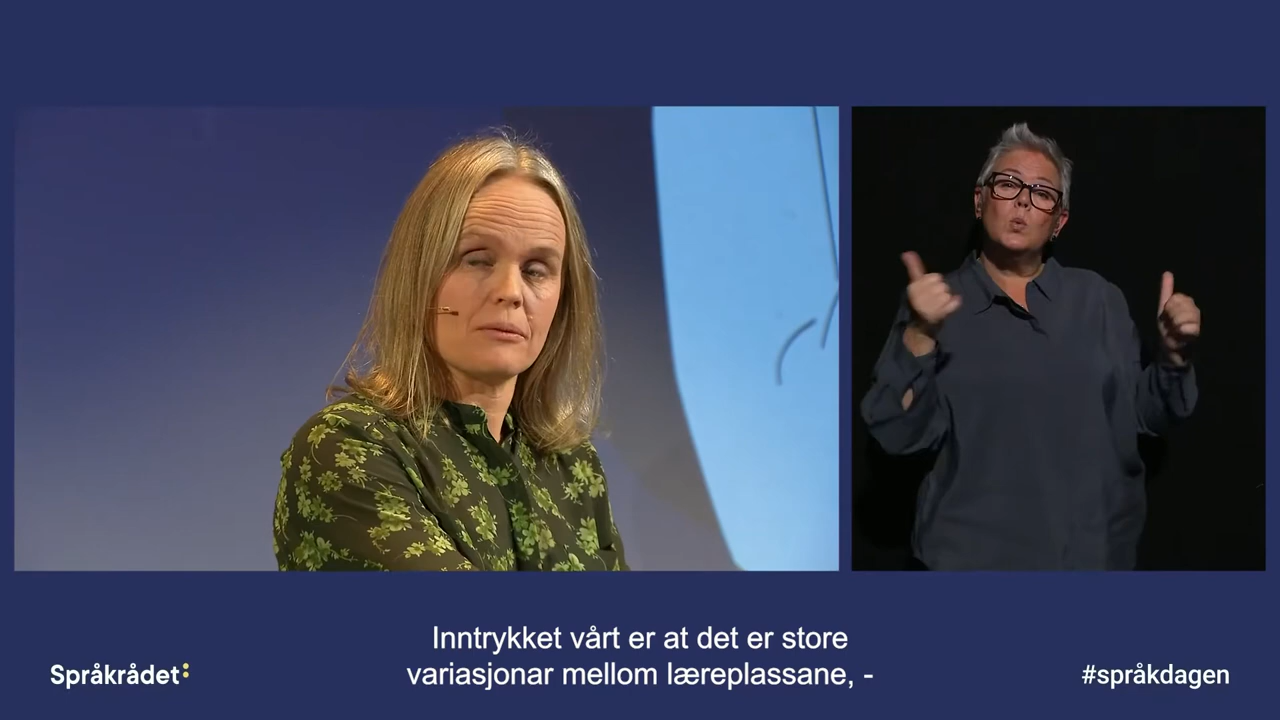 Inntrykket vårt er at det er store
variasjonar mellom læreplassane, -
Språkrådet:
#språkdagen